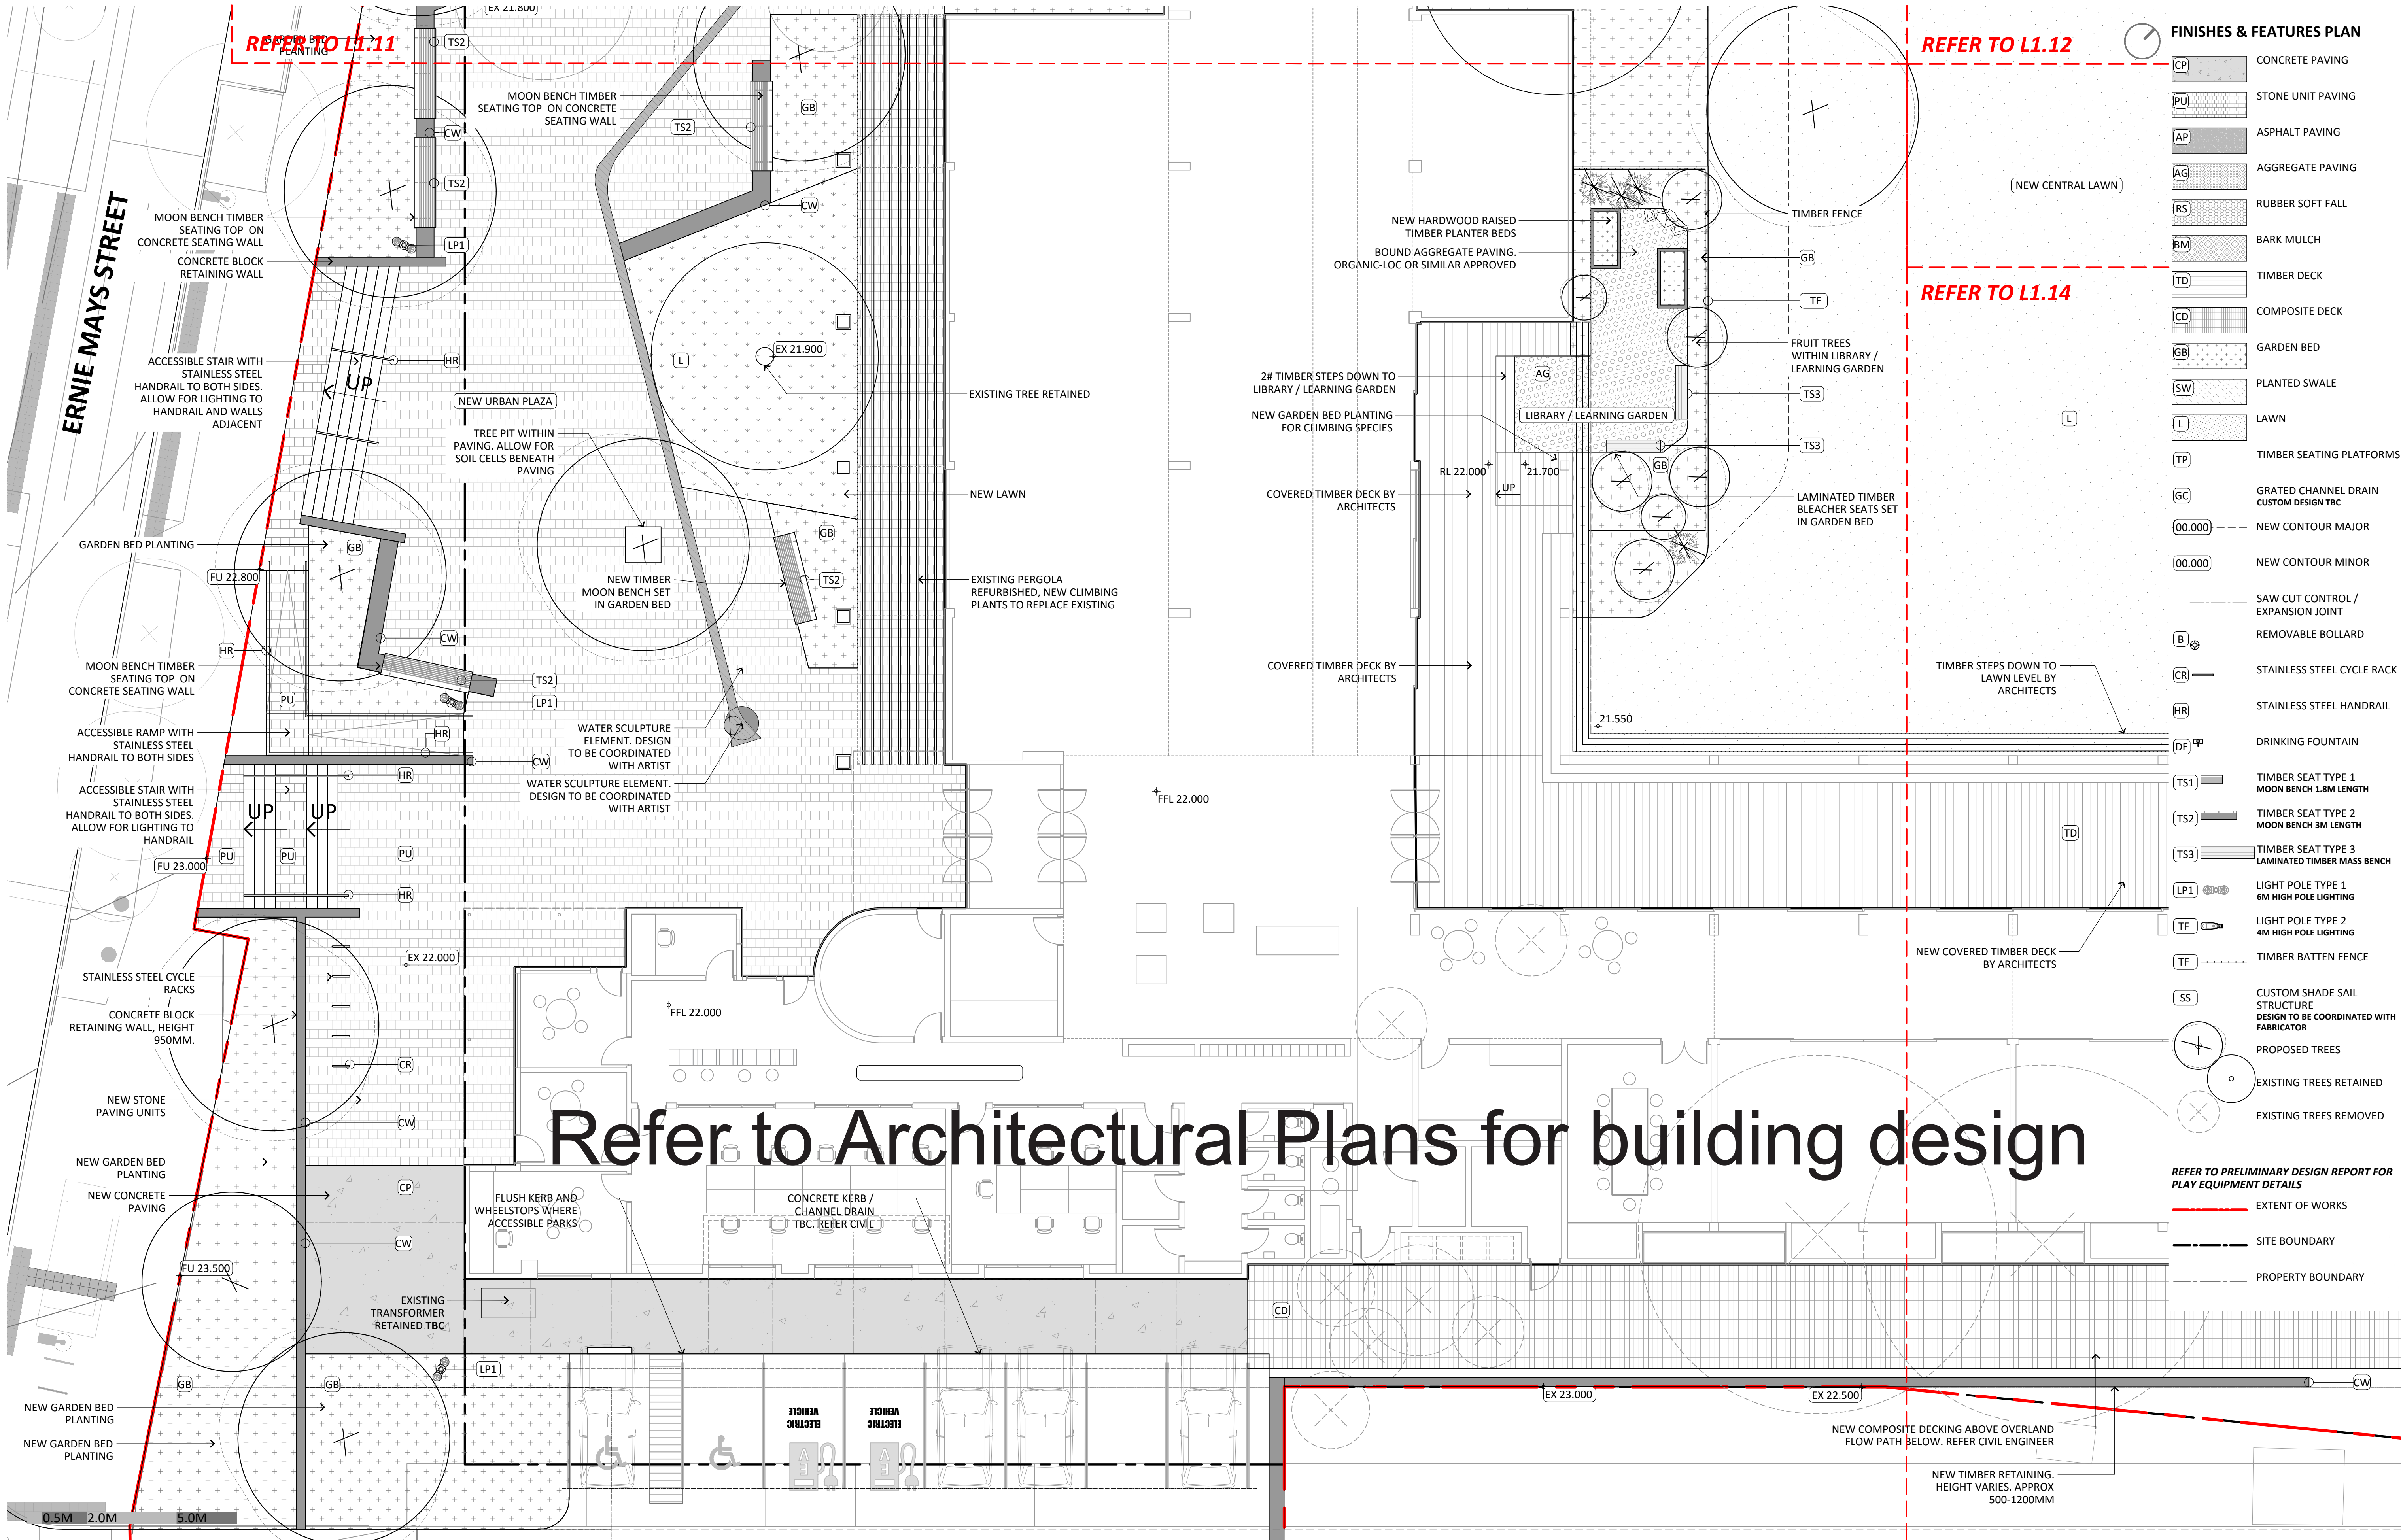 EX 21.800
GARDEN BED
PLANTING
REFER TO L1.11
TS2
MOON BENCH TIMBER
SEATING TOP ON CONCRETE
SEATING WALL
TS2
GB
CW
TS2
CW
MOON BENCH TIMBER
SEATING TOP ON
CONCRETE SEATING WALL
LP1
CONCRETE BLOCK
RETAINING WALL
ERNIE MAYS STREET
ACCESSIBLE STAIR WITH
STAINLESS STEEL
HANDRAIL TO BOTH SIDES.
ALLOW FOR LIGHTING TO
HANDRAIL AND WALLS
ADJACENT
UP
HR
NEW URBAN PLAZA
TREE PIT WITHIN
PAVING. ALLOW FOR
SOIL CELLS BENEATH
PAVING
L
EX 21.900
EXISTING TREE RETAINED
NEW LAWN
GARDEN BED PLANTING
GB
FU 22.800
GB
NEW TIMBER
MOON BENCH SET
IN GARDEN BED
TS2
EXISTING PERGOLA
REFURBISHED, NEW CLIMBING
PLANTS TO REPLACE EXISTING
CW
HR
MOON BENCH TIMBER
SEATING TOP ON
CONCRETE SEATING WALL
TS2
PU
LP1
ACCESSIBLE RAMP WITH
STAINLESS STEEL
HANDRAIL TO BOTH SIDES
HR
CW
WATER SCULPTURE
ELEMENT. DESIGN
TO BE COORDINATED
WITH ARTIST
WATER SCULPTURE ELEMENT.
DESIGN TO BE COORDINATED
WITH ARTIST
HR
ACCESSIBLE STAIR WITH
STAINLESS STEEL
HANDRAIL TO BOTH SIDES.
ALLOW FOR LIGHTING TO
HANDRAIL
UP
UP
FU 23.000
PU
PU
PU
HR
EX 22.000
STAINLESS STEEL CYCLE
RACKS
CONCRETE BLOCK
RETAINING WALL, HEIGHT
950MM.
CR
NEW STONE
PAVING UNITS
CW
NEW GARDEN BED
PLANTING
NEW CONCRETE
PAVING
CP
CW
FU 23.500
EXISTING
TRANSFORMER
RETAINED TBC
FLUSH KERB AND
WHEELSTOPS WHERE
ACCESSIBLE PARKS
CONCRETE KERB /
CHANNEL DRAIN
TBC. REFER CIVIL
LP1
GB
GB
NEW GARDEN BED
PLANTING
NEW GARDEN BED
PLANTING
0.5M 2.0M 5.0M
ELECTRIC
VEHICLE
ELECTRIC
VEHICLE
FFL 22.000
FFL 22.000
Refer to Architectural Plans for building design
NEW HARDWOOD RAISED
TIMBER PLANTER BEDS
BOUND AGGREGATE PAVING.
ORGANIC-LOC OR SIMILAR APPROVED
TIMBER FENCE
GB
TF
2# TIMBER STEPS DOWN TO
LIBRARY / LEARNING GARDEN
AG
FRUIT TREES
WITHIN LIBRARY /
LEARNING GARDEN
TS3
NEW GARDEN BED PLANTING
FOR CLIMBING SPECIES
LIBRARY / LEARNING GARDEN
TS3
GB
RL 22.000
21.700
UP
COVERED TIMBER DECK BY
ARCHITECTS
LAMINATED TIMBER
BLEACHER SEATS SET
IN GARDEN BED
COVERED TIMBER DECK BY
ARCHITECTS
21.550
TIMBER STEPS DOWN TO
LAWN LEVEL BY
ARCHITECTS
TD
NEW COVERED TIMBER DECK
BY ARCHITECTS
CD
EX 23.000
EX 22.500
CW
NEW COMPOSITE DECKING ABOVE OVERLAND
FLOW PATH BELOW. REFER CIVIL ENGINEER
NEW TIMBER RETAINING.
HEIGHT VARIES. APPROX
500-1200MM
REFER TO L1.12
NEW CENTRAL LAWN
REFER TO L1.14
L
FINISHES & FEATURES PLAN
CP CONCRETE PAVING
PU STONE UNIT PAVING
AP ASPHALT PAVING
AG AGGREGATE PAVING
RS RUBBER SOFT FALL
BM BARK MULCH
TD TIMBER DECK
CD COMPOSITE DECK
GB GARDEN BED
SW PLANTED SWALE
L LAWN
TP TIMBER SEATING PLATFORMS
GC GRATED CHANNEL DRAIN
CUSTOM DESIGN TBC
00.000 NEW CONTOUR MAJOR
00.000 NEW CONTOUR MINOR
SAW CUT CONTROL /
EXPANSION JOINT
B REMOVABLE BOLLARD
CR STAINLESS STEEL CYCLE RACK
HR STAINLESS STEEL HANDRAIL
DF DRINKING FOUNTAIN
TS1 TIMBER SEAT TYPE 1
MOON BENCH 1.8M LENGTH
TS2 TIMBER SEAT TYPE 2
MOON BENCH 3M LENGTH
TS3 TIMBER SEAT TYPE 3
LAMINATED TIMBER MASS BENCH
LP1 LIGHT POLE TYPE 1
6M HIGH POLE LIGHTING
TF LIGHT POLE TYPE 2
4M HIGH POLE LIGHTING
TF TIMBER BATTEN FENCE
SS CUSTOM SHADE SAIL
STRUCTURE
DESIGN TO BE COORDINATED WITH
FABRICATOR
PROPOSED TREES
EXISTING TREES RETAINED
EXISTING TREES REMOVED
REFER TO PRELIMINARY DESIGN REPORT FOR
PLAY EQUIPMENT DETAILS
EXTENT OF WORKS
SITE BOUNDARY
PROPERTY BOUNDARY